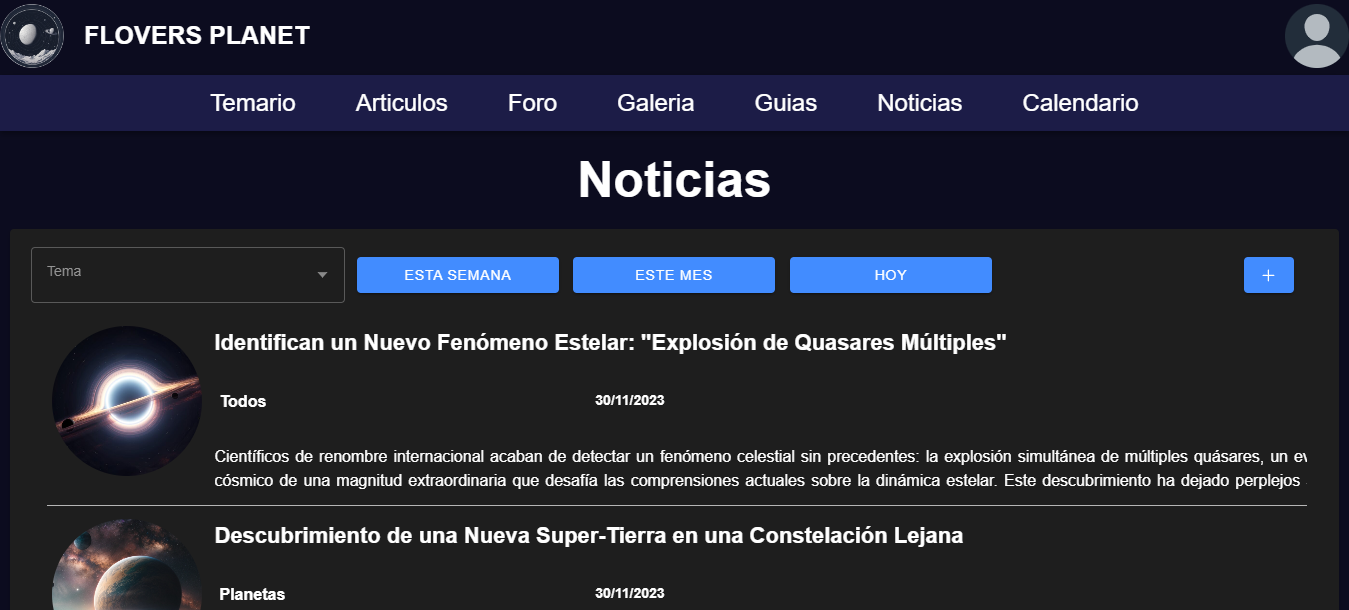 FLOVERS PLANET
Temario Articulos Foro Galeria Guias Noticias Calendario
Noticias
Tema ESTA SEMANA ESTE MES HOY +
Identifican un Nuevo Fenómeno Estelar: "Explosión de Quasares Múltiples"
Todos 30/11/2023
Científicos de renombre internacional acaban de detectar un fenómeno celestial sin precedentes: la explosión simultánea de múltiples quásares, un
cósmico de una magnitud extraordinaria que desafía las comprensiones actuales sobre la dinámica estelar. Este descubrimiento ha dejado perplejos
Descubrimiento de una Nueva Super-Tierra en una Constelación Lejana
Planetas 30/11/2023